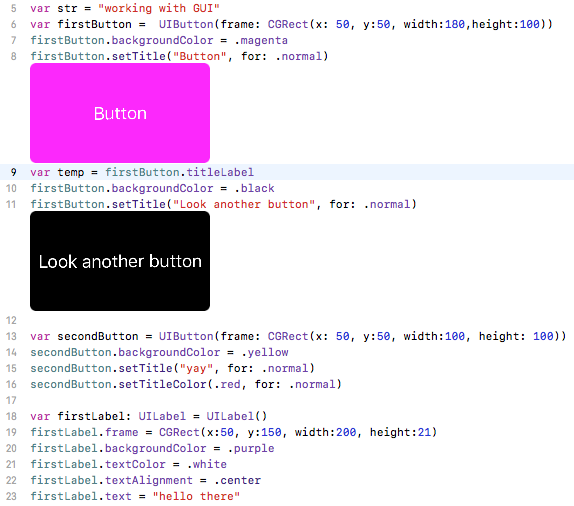 5 var str = "working with GUI"
6 var firstButton =  UIButton(frame: CGRect(x: 50, y:50, width:180,height:100))
7 firstButton.backgroundColor = .magenta
8 firstButton.setTitle("Button", for: .normal)
Button
9 var temp = firstButton.titleLabel
10 firstButton.backgroundColor = .black
11 firstButton.setTitle("Look another button", for: .normal)
Look another button
12
13 var secondButton = UIButton(frame: CGRect(x: 50, y:50, width:100, height: 100))
14 secondButton.backgroundColor = .yellow
15 secondButton.setTitle("yay", for: .normal)
16 secondButton.setTitleColor(.red, for: .normal)
17
18 var firstLabel: UILabel = UILabel()
19 firstLabel.frame = CGRect(x:50, y:150, width:200, height:21)
20 firstLabel.backgroundColor = .purple
21 firstLabel.textColor = .white
22 firstLabel.textAlignment = .center
23 firstLabel.text = "hello there"